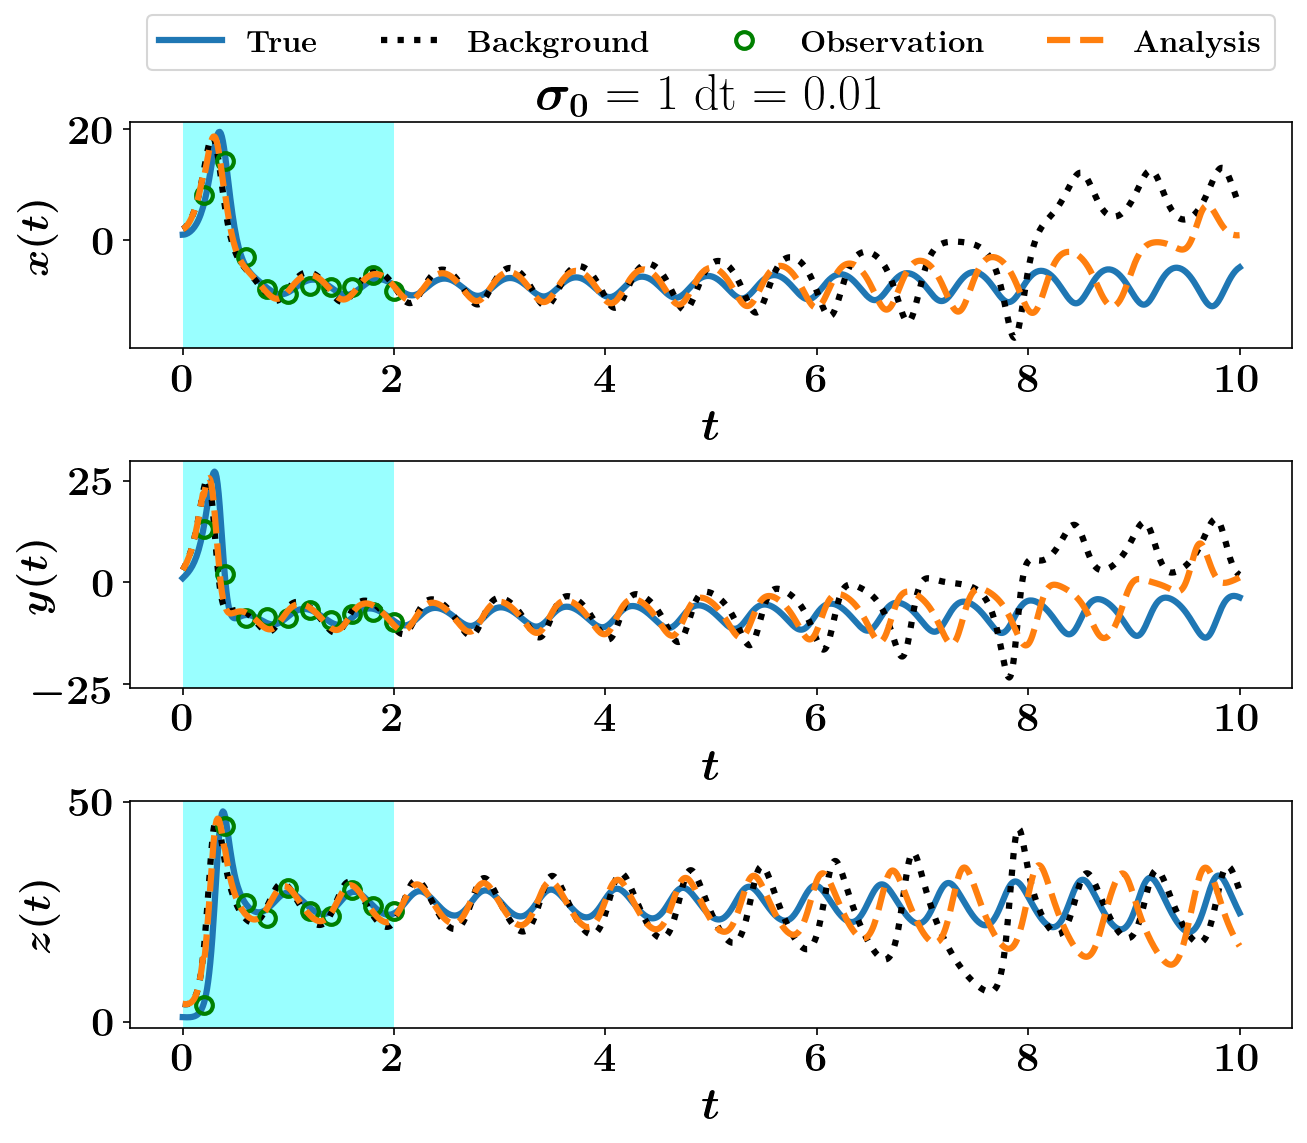 True Background Observation Analysis
σ₀ = 1 dt = 0.01
20
0
x(t)
0 2 4 6 8 10
t
25
0
−25
y(t)
0 2 4 6 8 10
t
50
0
z(t)
0 2 4 6 8 10
t